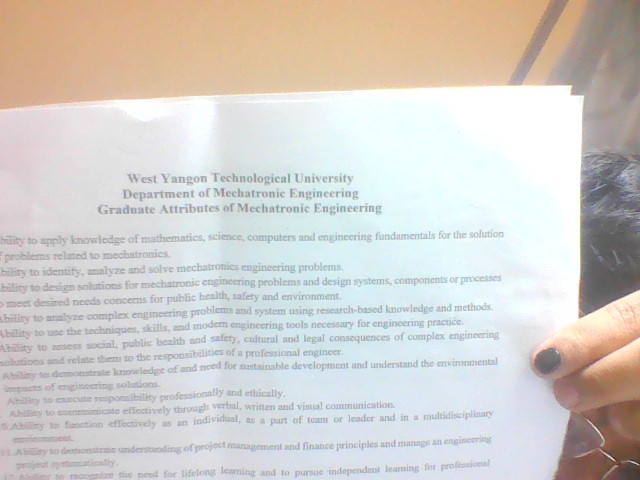 West Yangon Technological University
Department of Mechatronic Engineering
Graduate Attributes of Mechatronic Engineering
bility to apply knowledge of mathematics, science, computers and engineering fundamentals for the solution
f problems related to mechatronics.
bility to identify, analyze and solve mechatronics engineering problems.
bility to design solutions for mechatronic engineering problems and design systems, components or processes
o meet desired needs concerns for public health, safety and environment.
Ability to analyze complex engineering problems and system using research-based knowledge and methods.
Ability to use the techniques, skills, and modern engineering tools necessary for engineering practice.
Ability to assess social, public health and safety, cultural and legal consequences of complex engineering
solutions and relate them to the responsibilities of a professional engineer.
Ability to demonstrate knowledge of and need for sustainable development and understand the environmental
impacts of engineering solutions.
Ability to execute responsibility professionally and ethically.
Ability to communicate effectively through verbal, written and visual communication.
0. Ability to function effectively as an individual, as a part of team or leader and in a multidisciplinary
environment.
11. Ability to demonstrate understanding of project management and finance principles and manage an engineering
project systematically.
12. Ability to recognize the need for lifelong learning and to pursue independent learning for professional